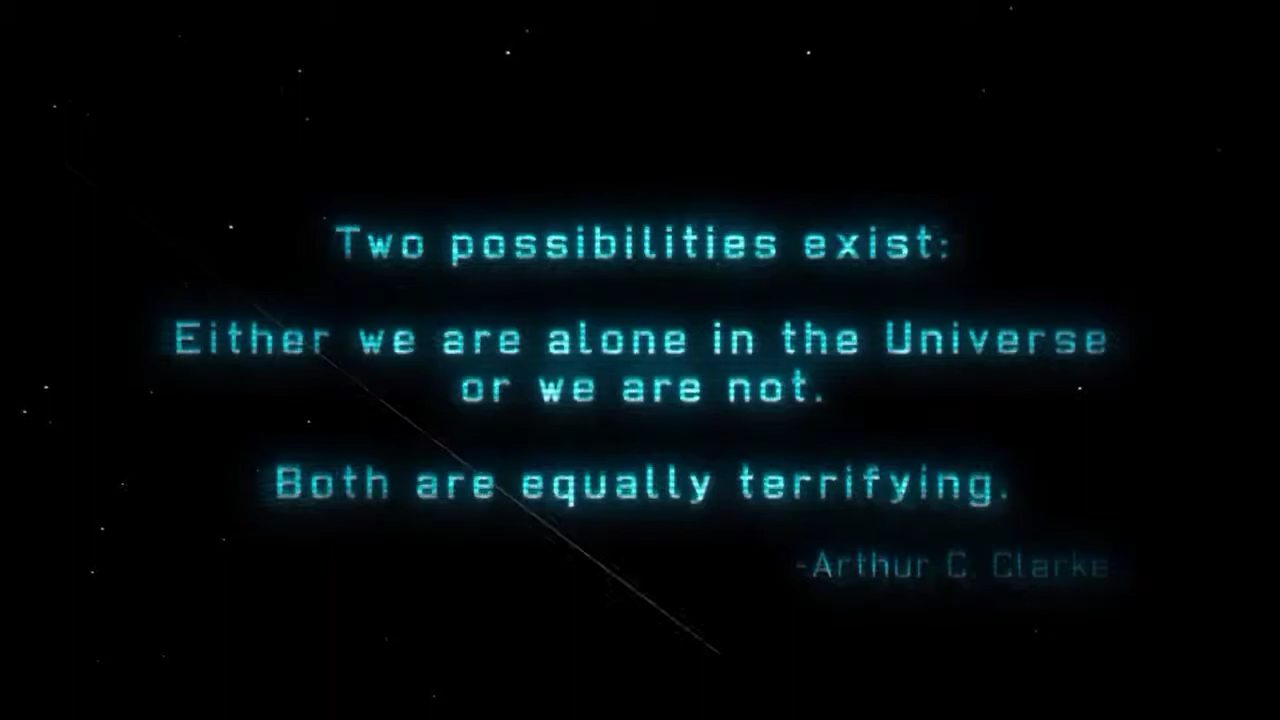 Two possibilities exist:
Either we are alone in the Universe
or we are not.
Both are equally terrifying.
-Arthur C. Clarke